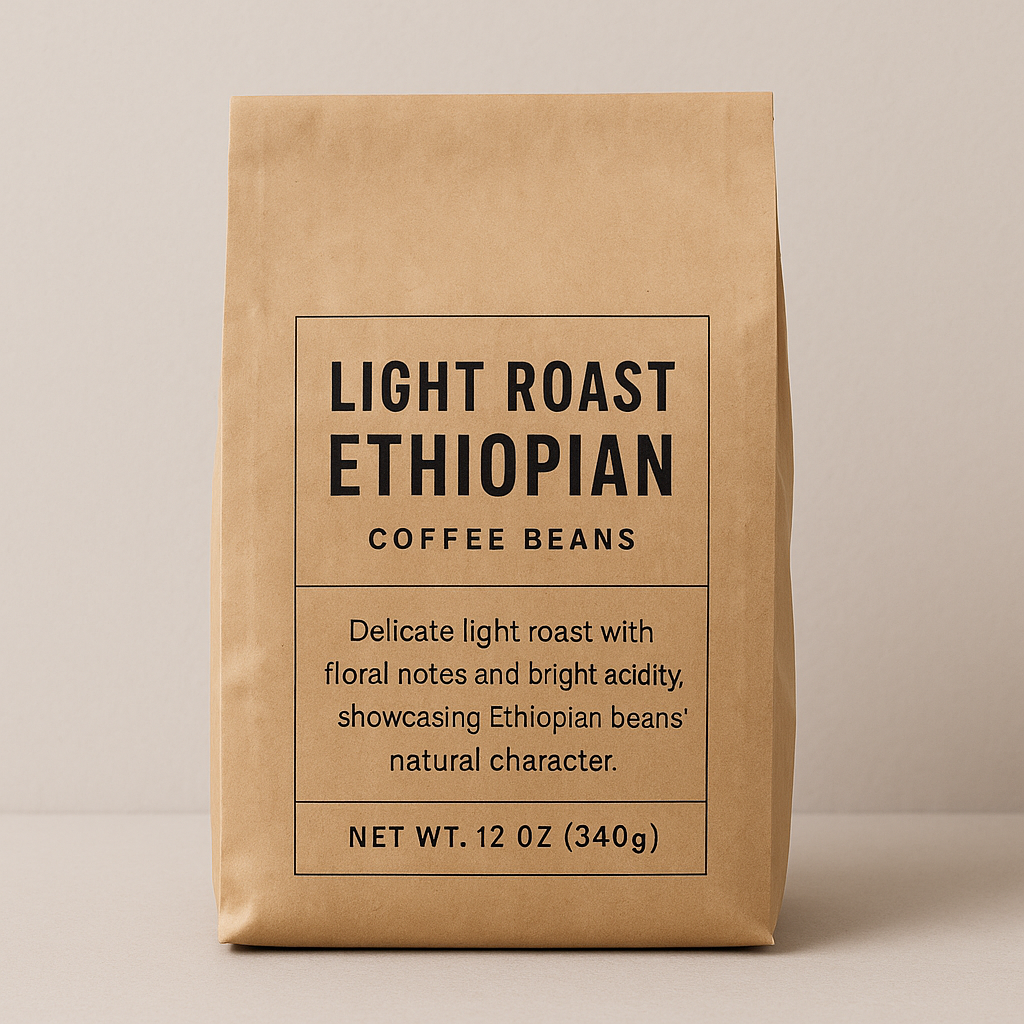 LIGHT ROAST
ETHIOPIAN
COFFEE BEANS
Delicate light roast with
floral notes and bright acidity,
showcasing Ethiopian beans'
natural character.
NET WT. 12 OZ (340g)